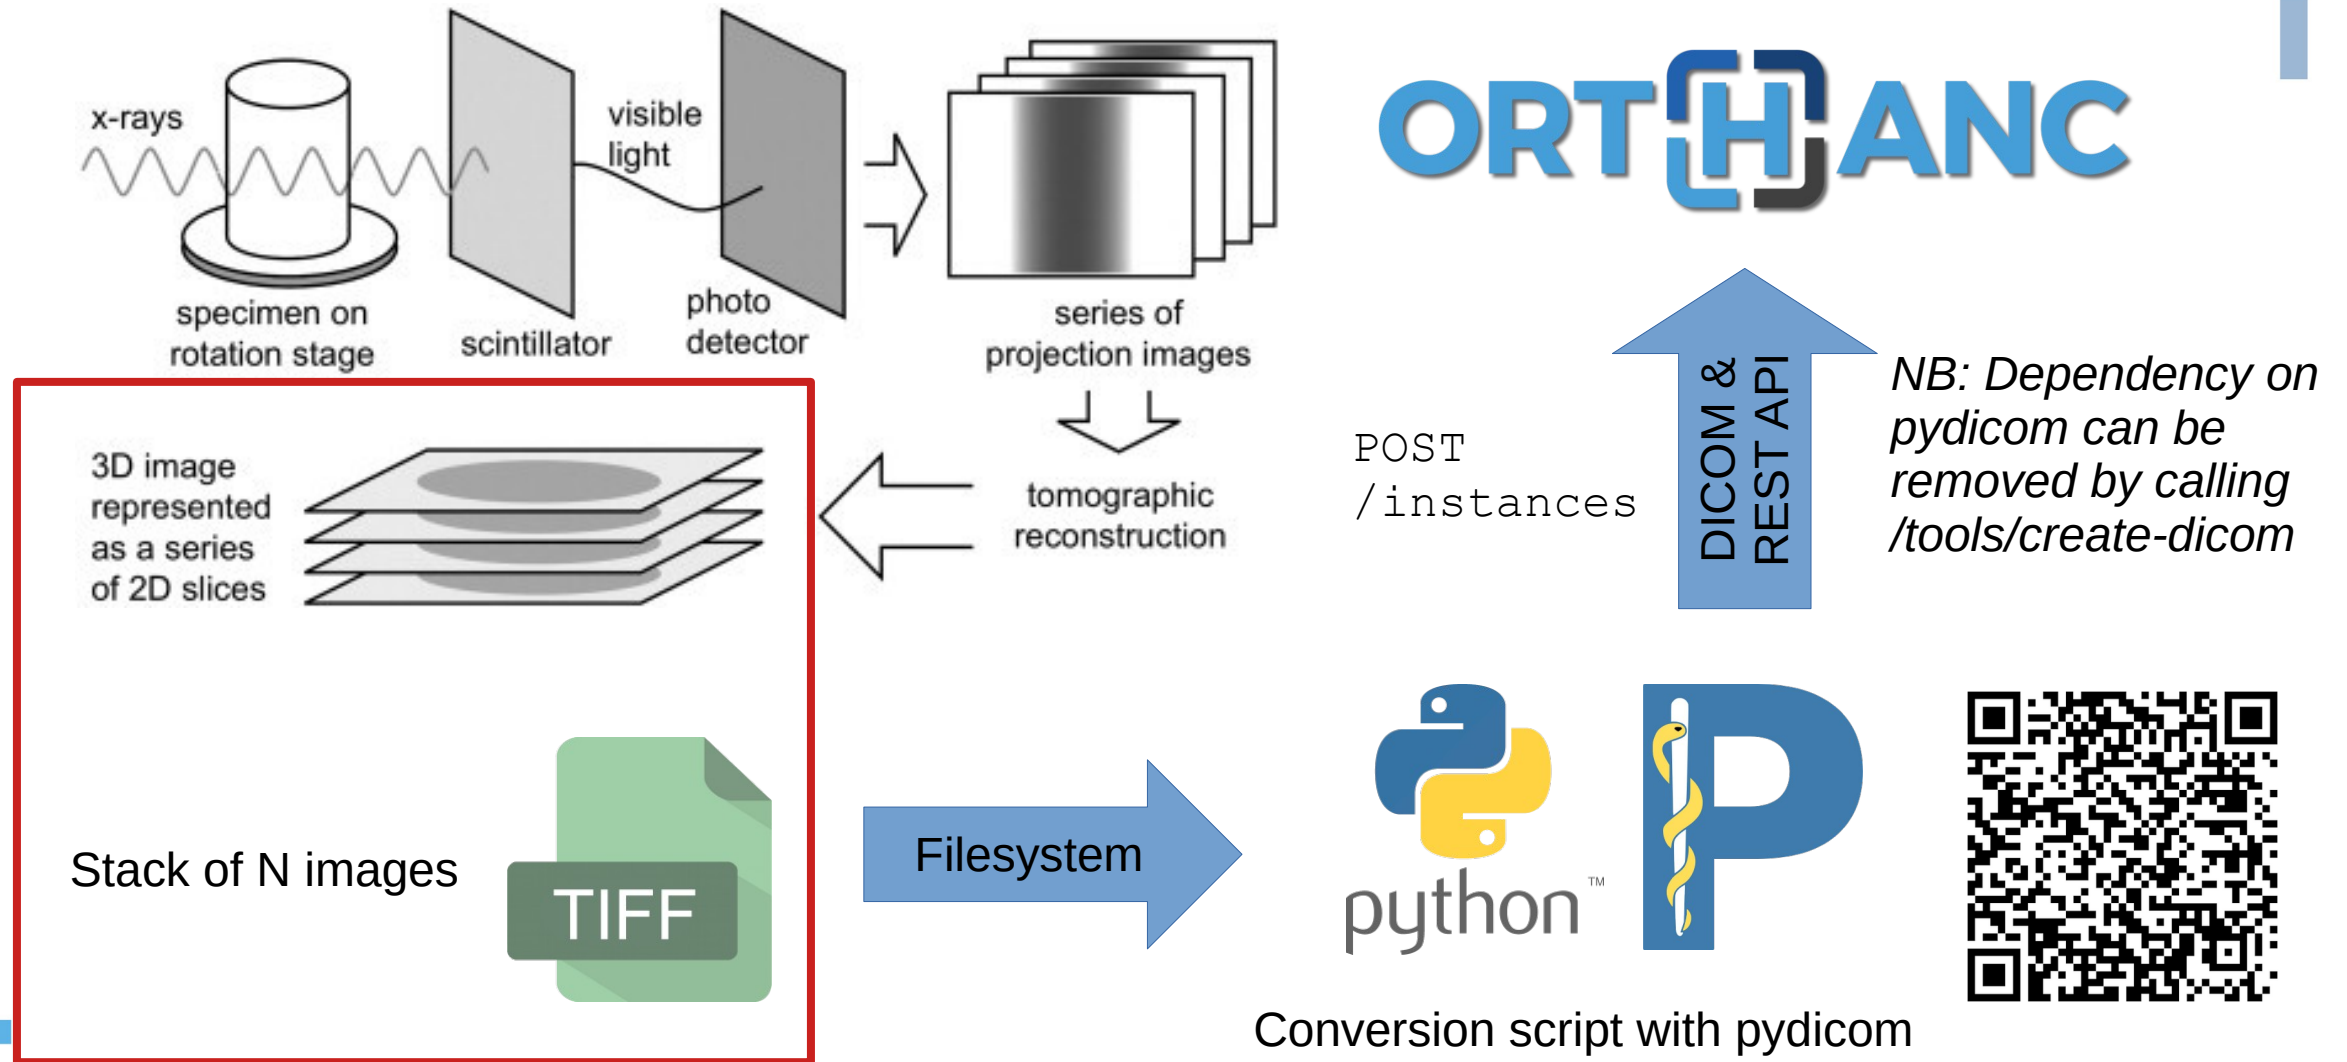 x-rays
visible
light
specimen on
rotation stage
scintillator
photo
detector
series of
projection images
ORTHANC
3D image
represented
as a series
of 2D slices
tomographic
reconstruction
POST
/instances
DICOM &
REST API
NB: Dependency on
pydicom can be
removed by calling
/tools/create-dicom
Stack of N images
TIFF
Filesystem
python™
P
Conversion script with pydicom